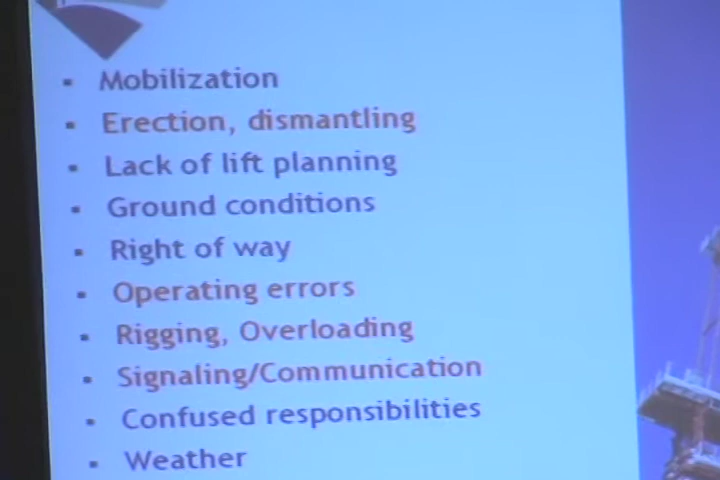 ▪ Mobilization
▪ Erection, dismantling
▪ Lack of lift planning
▪ Ground conditions
▪ Right of way
▪ Operating errors
▪ Rigging, Overloading
▪ Signaling/Communication
▪ Confused responsibilities
▪ Weather